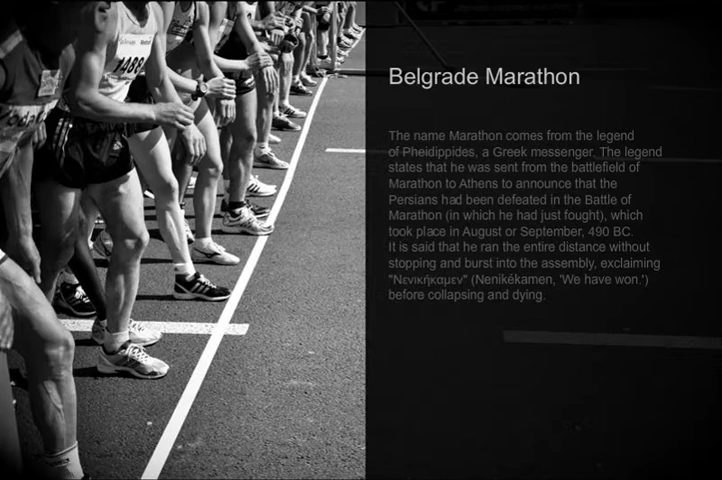 Belgrade Marathon
The name Marathon comes from the legend
of Pheidippides, a Greek messenger. The legend
states that he was sent from the battlefield of
Marathon to Athens to announce that the
Persians had been defeated in the Battle of
Marathon (in which he had just fought), which
took place in August or September, 490 BC.
It is said that he ran the entire distance without
stopping and burst into the assembly, exclaiming
"Νενικήκαμεν" (Nenikékamen, 'We have won.')
before collapsing and dying.